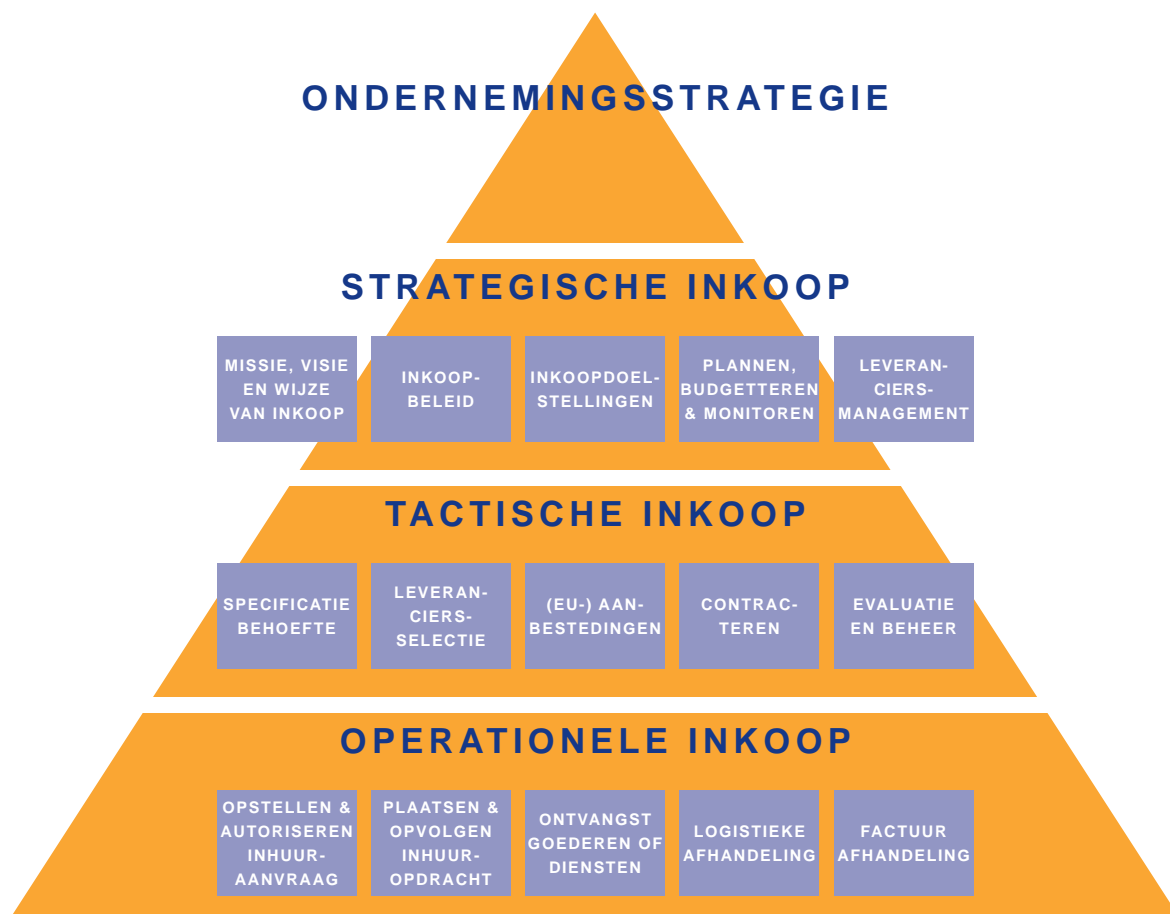 ONDERNEMINGSSTRATEGIE
STRATEGISCHE INKOOP
MISSIE, VISIE
EN WIJZE
VAN INKOOP
INKOOP-
BELEID
INKOOPDOEL-
STELLINGEN
PLANNEN,
BUDGETTEREN
& MONITOREN
LEVERAN-
CIERS-
MANAGEMENT
TACTISCHE INKOOP
SPECIFICATIE
BEHOEFTE
LEVERAN-
CIERS-
SELECTIE
(EU-) AAN-
BESTEDINGEN
CONTRAC-
TEREN
EVALUATIE
EN BEHEER
OPERATIONELE INKOOP
OPSTELLEN &
AUTORISEREN
INHUUR-
AANVRAAG
PLAATSEN &
OPVOLGEN
INHUUR-
OPDRACHT
ONTVANGST
GOEDEREN OF
DIENSTEN
LOGISTIEKE
AFHANDELING
FACTUUR
AFHANDELING